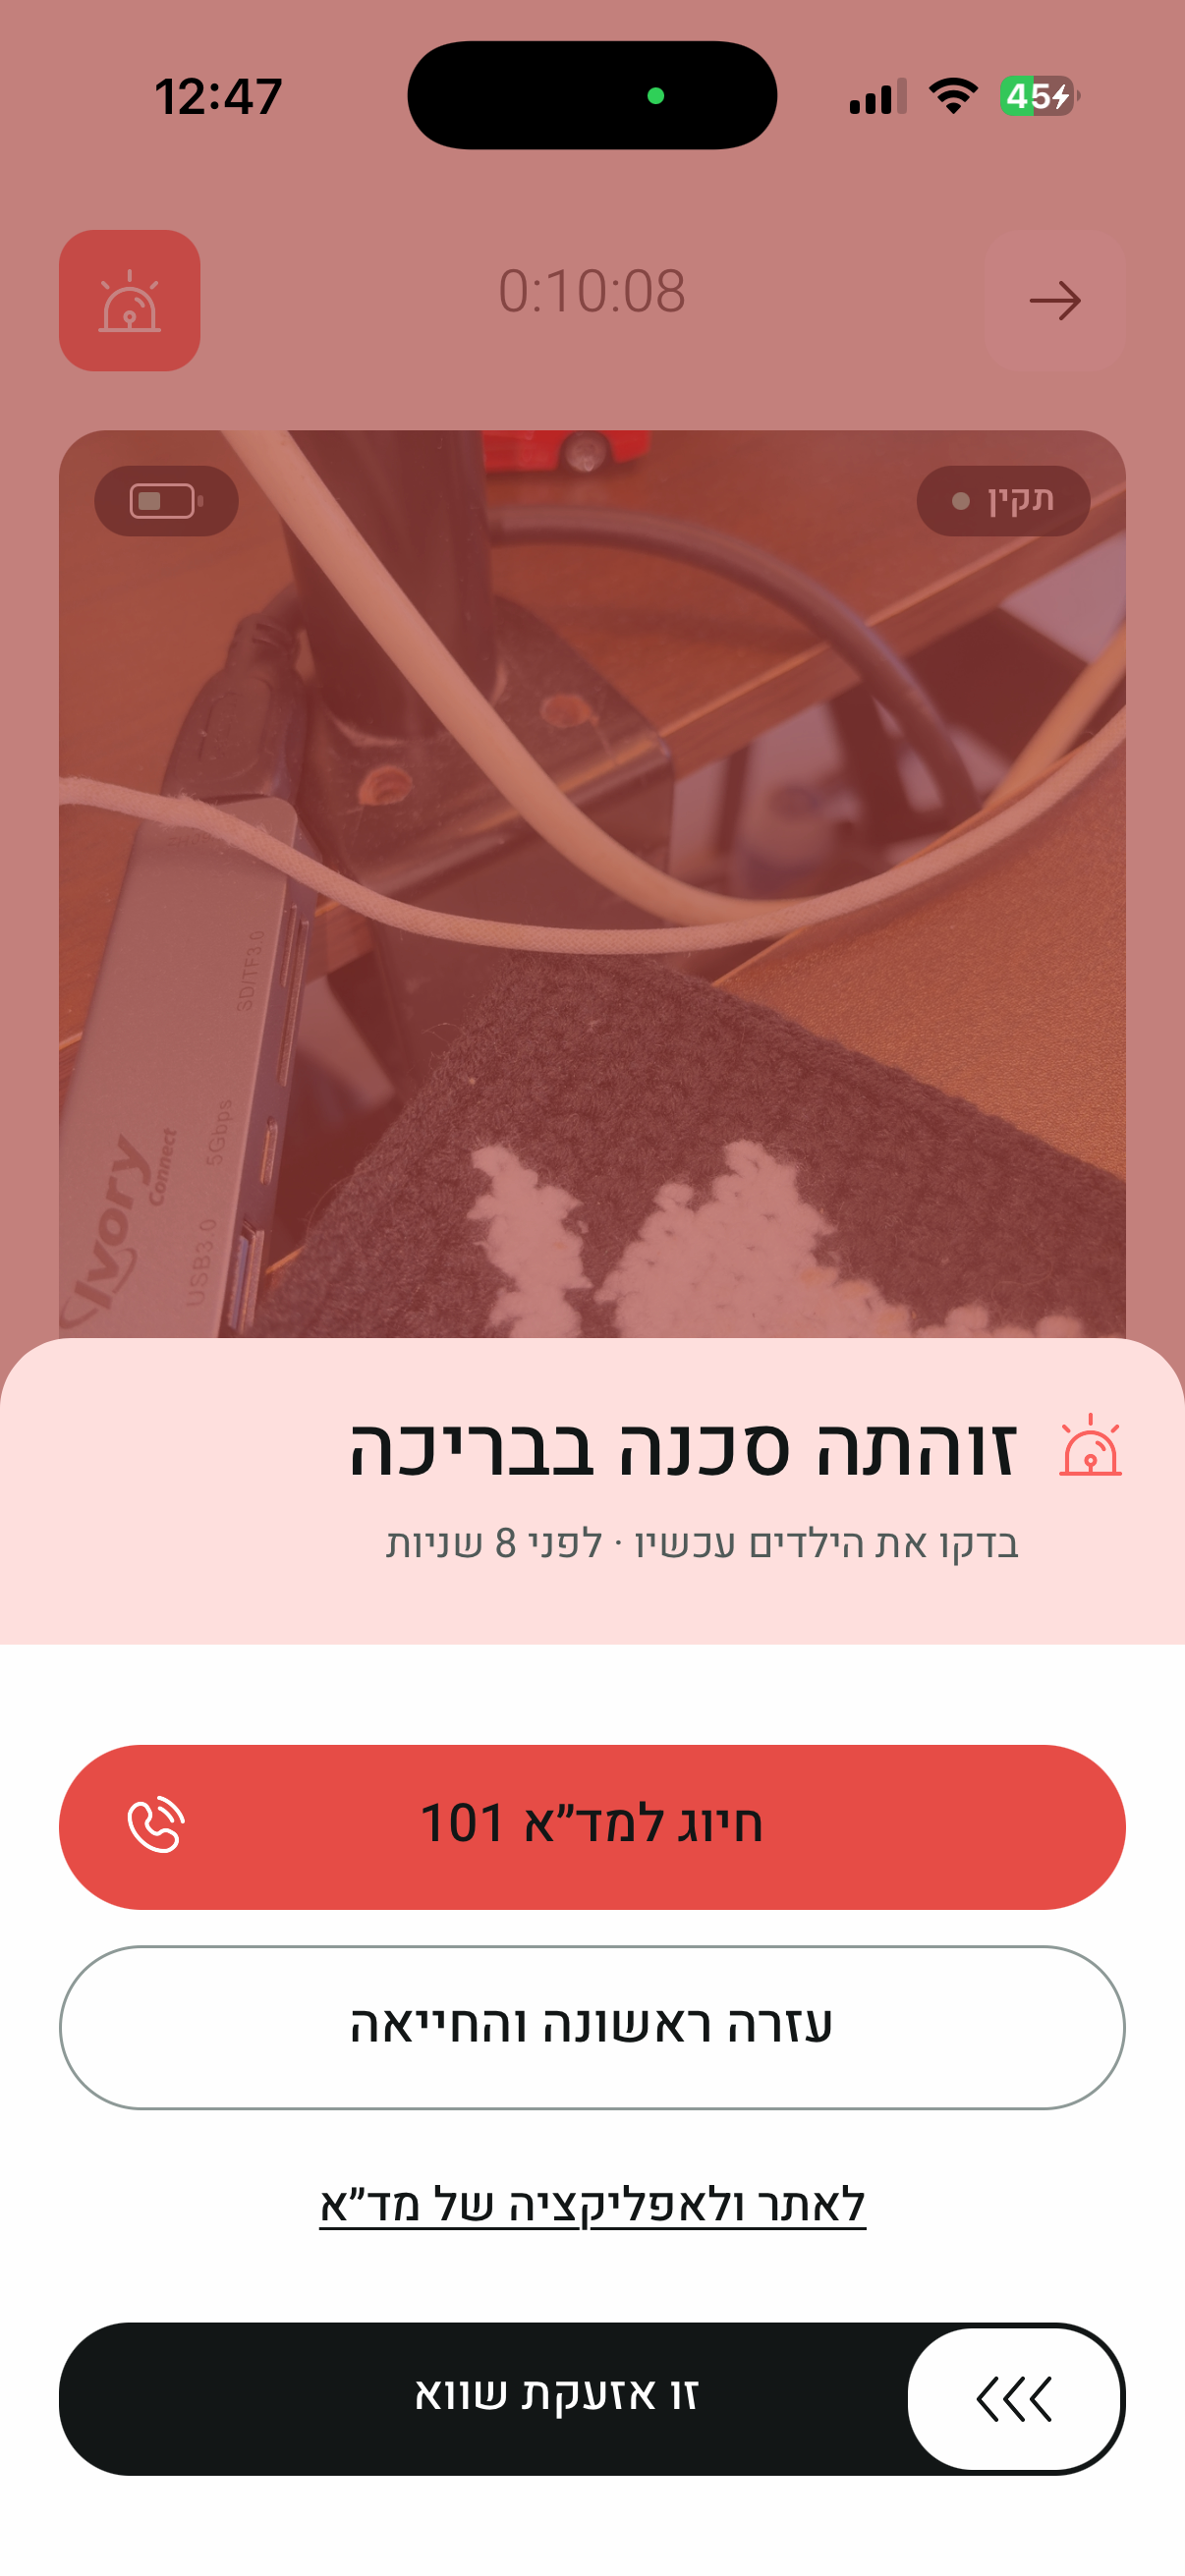 12:47
45
0:10:08
תקין
SD/TF3.0
5Gbps
Ivory
Connect
USB3.0
זוהתה סכנה בבריכה
בדקו את הילדים עכשיו · לפני 8 שניות
חיוג למד״א 101
עזרה ראשונה והחייאה
לאתר ולאפליקציה של מד״א
זו אזעקת שווא